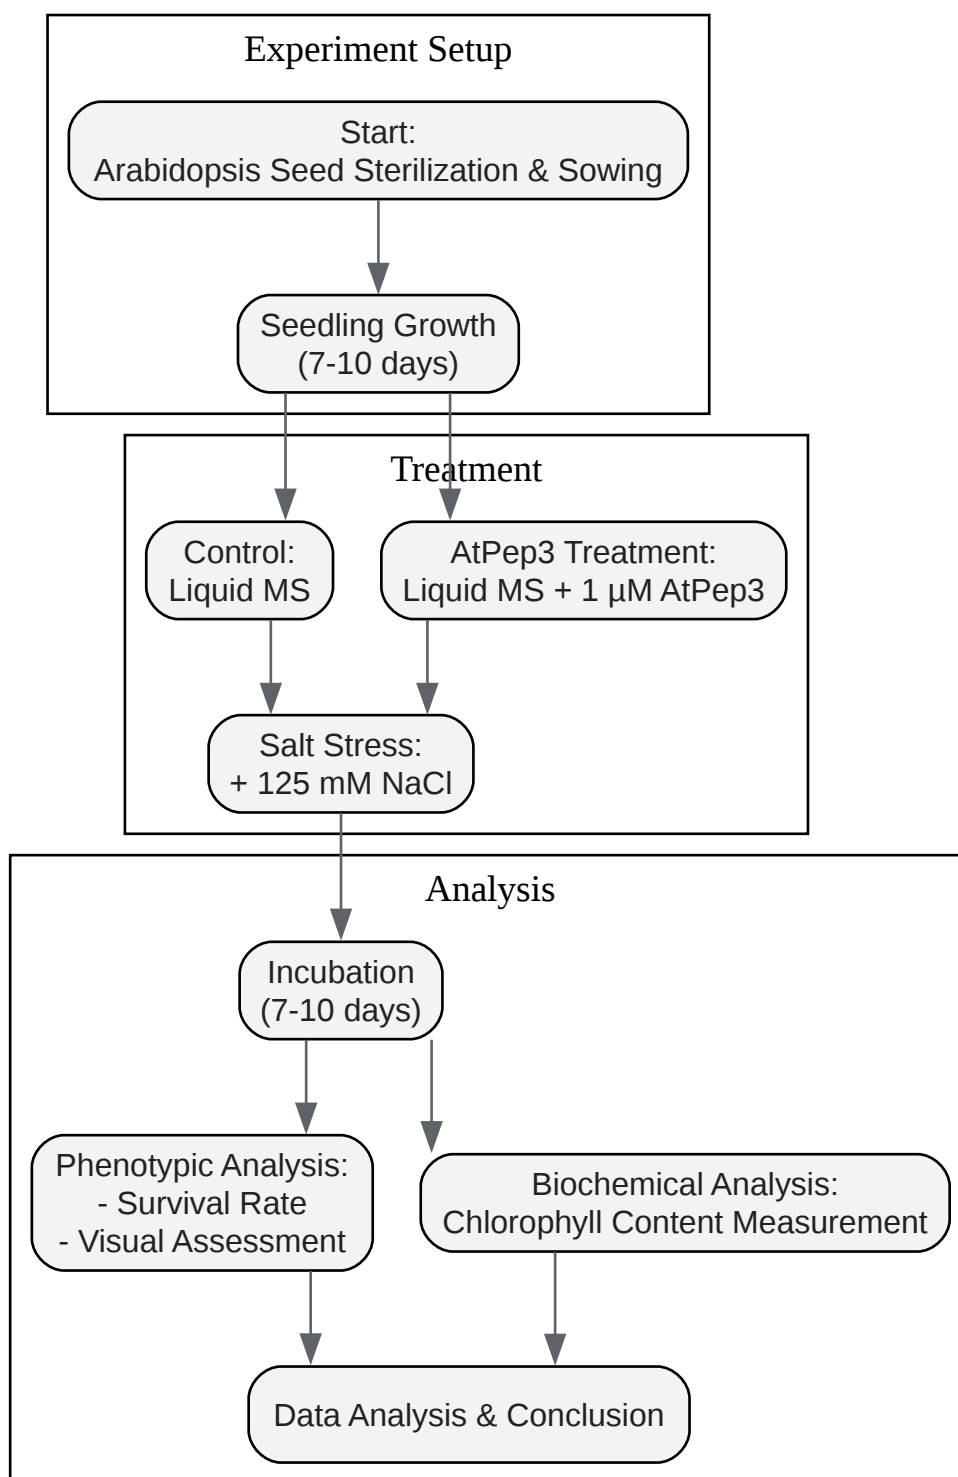 Experiment Setup
Start:
Arabidopsis Seed Sterilization & Sowing
Seedling Growth
(7-10 days)
Treatment
Control:
Liquid MS
AtPep3 Treatment:
Liquid MS + 1 µM AtPep3
Salt Stress:
+ 125 mM NaCl
Analysis
Incubation
(7-10 days)
Phenotypic Analysis:
- Survival Rate
- Visual Assessment
Biochemical Analysis:
Chlorophyll Content Measurement
Data Analysis & Conclusion